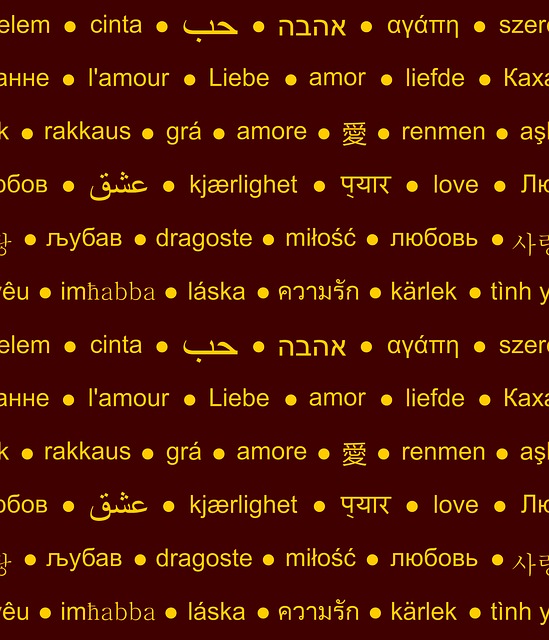 elem • cinta • حب • אהבה • αγάπη • szere
анне • l'amour • Liebe • amor • liefde • Каха
k • rakkaus • grá • amore • 愛 • renmen • aşk
юбов • عشق • kjærlighet • प्यार • love • Лю
랑 • љубав • dragoste • miłość • любовь • 사랑
yêu • imħabba • láska • ความรัก • kärlek • tình y
elem • cinta • حب • אהבה • αγάπη • szere
анне • l'amour • Liebe • amor • liefde • Каха
k • rakkaus • grá • amore • 愛 • renmen • aşk
юбов • عشق • kjærlighet • प्यार • love • Лю
랑 • љубав • dragoste • miłość • любовь • 사랑
yêu • imħabba • láska • ความรัก • kärlek • tình y